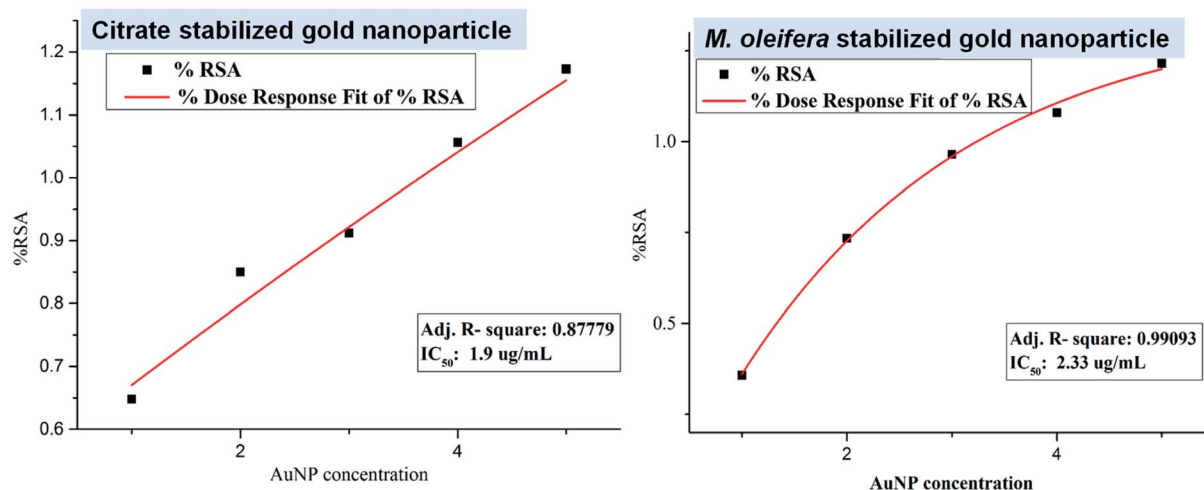 Citrate stabilized gold nanoparticle
% RSA
% Dose Response Fit of % RSA
1.2
1.1
1.0
0.9
0.8
0.7
0.6
%RSA
Adj. R- square: 0.87779
IC50: 1.9 ug/mL
2
4
AuNP concentration
M. oleifera stabilized gold nanoparticle
% RSA
% Dose Response Fit of % RSA
1.0
0.5
%RSA
Adj. R- square: 0.99093
IC50: 2.33 ug/mL
2
4
AuNP concentration